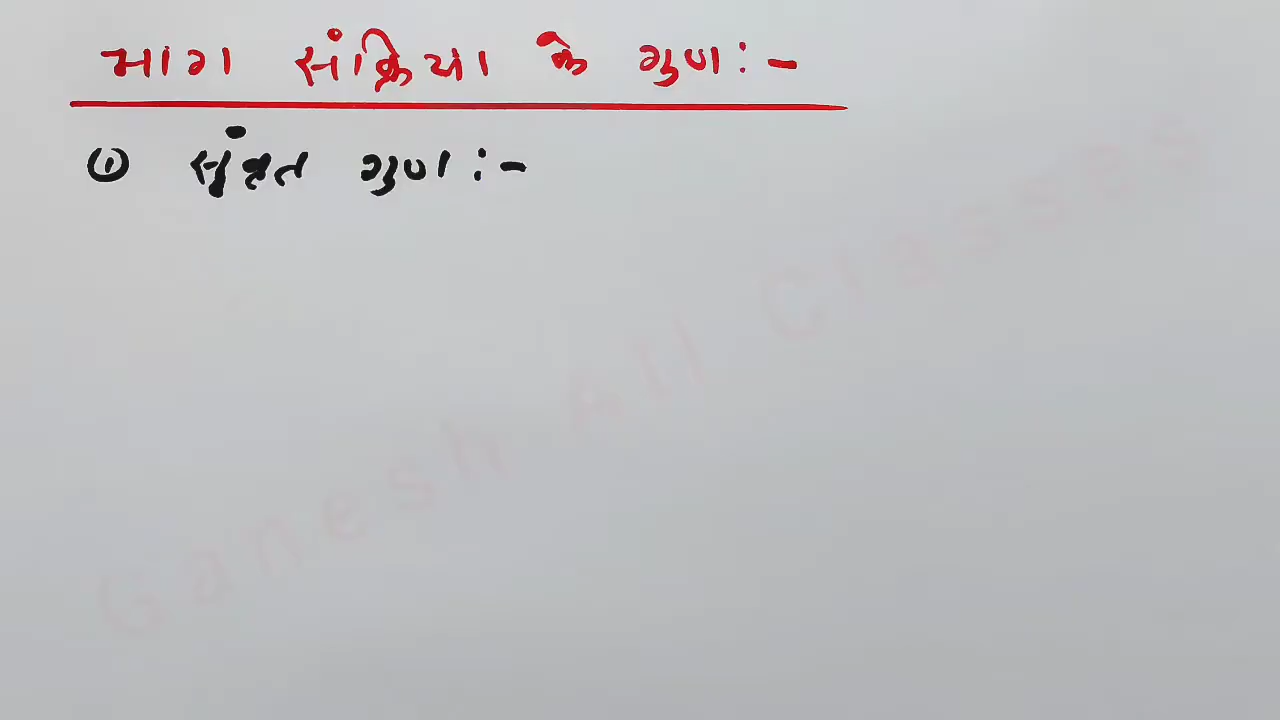 भाग संक्रिया के गुण :-
① संवृत गुण :-
Ganesh All Classes